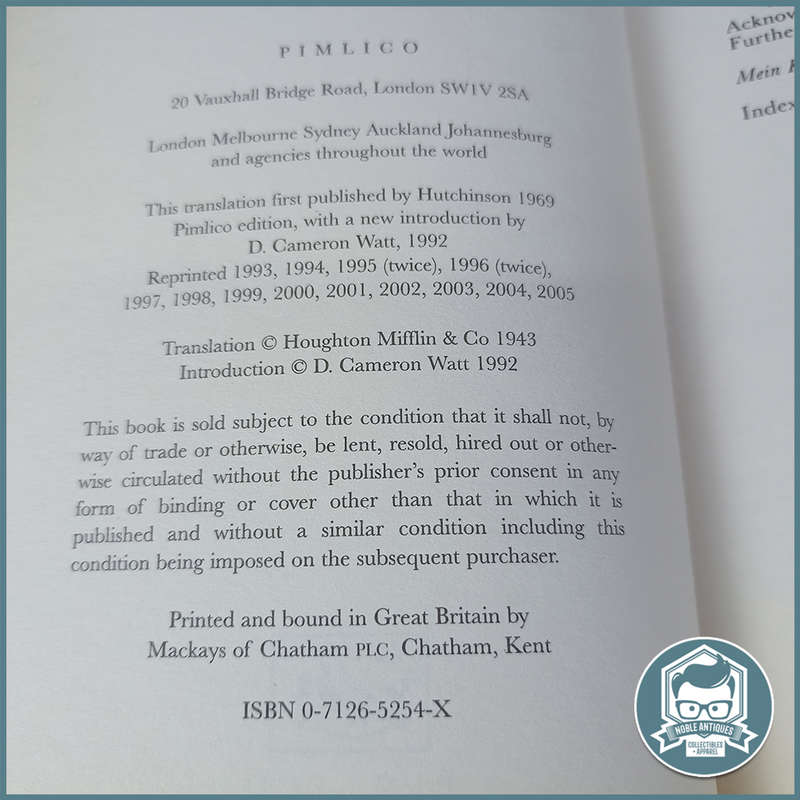 PIMLICO
20 Vauxhall Bridge Road, London SW1V 2SA
London Melbourne Sydney Auckland Johannesburg
and agencies throughout the world
This translation first published by Hutchinson 1969
Pimlico edition, with a new introduction by
D. Cameron Watt, 1992
Reprinted 1993, 1994, 1995 (twice), 1996 (twice),
1997, 1998, 1999, 2000, 2001, 2002, 2003, 2004, 2005
Translation © Houghton Mifflin & Co 1943
Introduction © D. Cameron Watt 1992
This book is sold subject to the condition that it shall not, by
way of trade or otherwise, be lent, resold, hired out or other-
wise circulated without the publisher's prior consent in any
form of binding or cover other than that in which it is
published and without a similar condition including this
condition being imposed on the subsequent purchaser.
Printed and bound in Great Britain by
Mackays of Chatham PLC, Chatham, Kent
ISBN 0-7126-5254-X
Acknov
Furthe
Mein
Index
NOBLE ANTIQUES
COLLECTIBLES
+ APPAREL